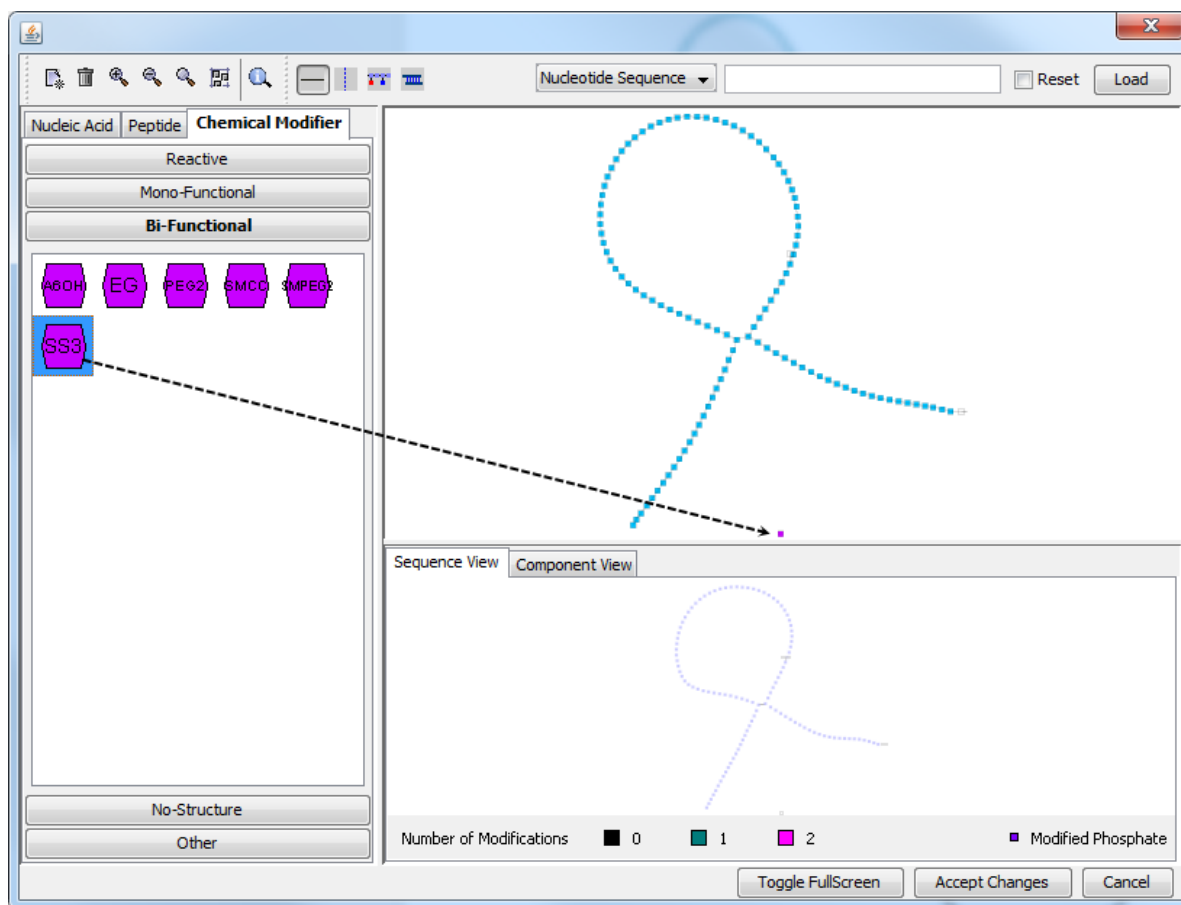 Nucleotide Sequence
Reset
Load
Nucleic Acid
Peptide
Chemical Modifier
Reactive
Mono-Functional
Bi-Functional
(A6OH)
EG
(PEG2)
SMCC
SMPEG2
SS3
Sequence View
Component View
No-Structure
Other
Number of Modifications
0
1
2
Modified Phosphate
Toggle FullScreen
Accept Changes
Cancel